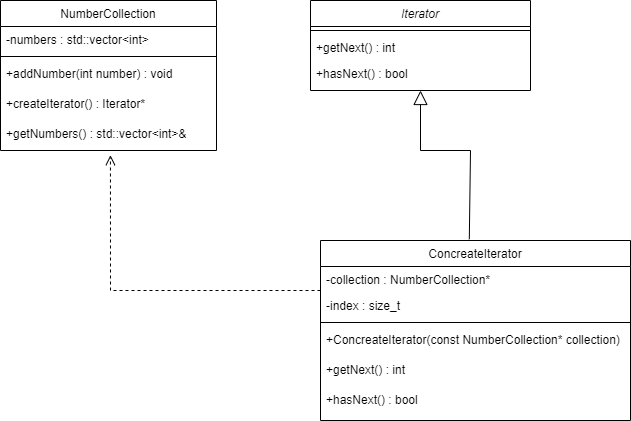 NumberCollection
-numbers : std::vector<int>
+addNumber(int number) : void
+createIterator() : Iterator*
+getNumbers() : std::vector<int>&
Iterator
+getNext() : int
+hasNext() : bool
ConcreateIterator
-collection : NumberCollection*
-index : size_t
+ConcreateIterator(const NumberCollection* collection)
+getNext() : int
+hasNext() : bool